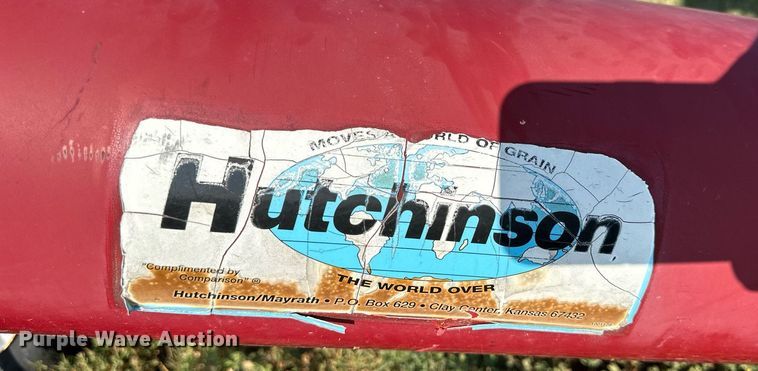 MOVES A WORLD OF GRAIN
Hutchinson
THE WORLD OVER
"Complimented by
Comparison" ®
Hutchinson/Mayrath • P.O. Box 629 • Clay Center, Kansas 67432
Purple Wave Auction